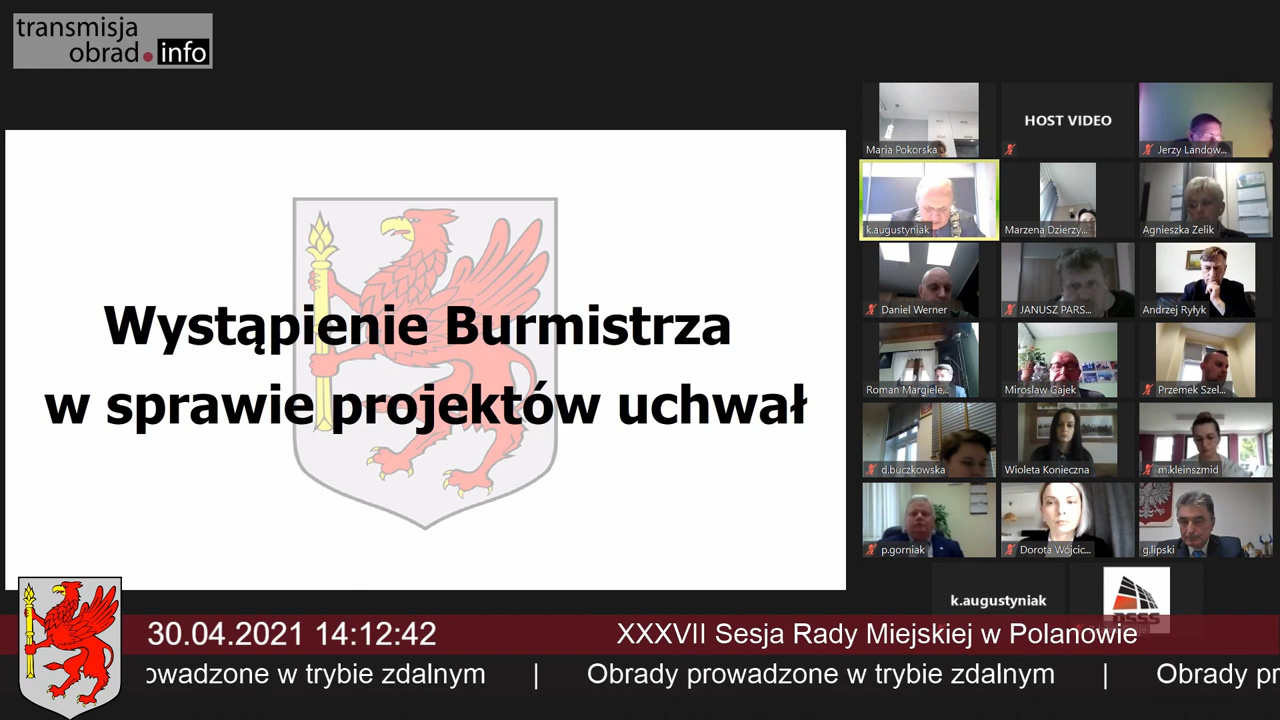 transmisja
obrad.info
Wystąpienie Burmistrza
w sprawie projektów uchwał
Maria Pokorska
HOST VIDEO
Jerzy Landow...
k.augustyniak
Marzena Dzierzy...
Agnieszka Zelik
Daniel Werner
JANUSZ PARS...
Andrzej Ryłyk
Roman Margiele...
Miroslaw Gajek
Przemek Szel...
d.buczkowska
Wioleta Konieczna
m.kleinszmid
p.gorniak
Dorota Wójcic...
g.lipski
k.augustyniak
30.04.2021 14:12:42
XXXVII Sesja Rady Miejskiej w Polanowie
owadzone w trybie zdalnym | Obrady prowadzone w trybie zdalnym | Obrady pr